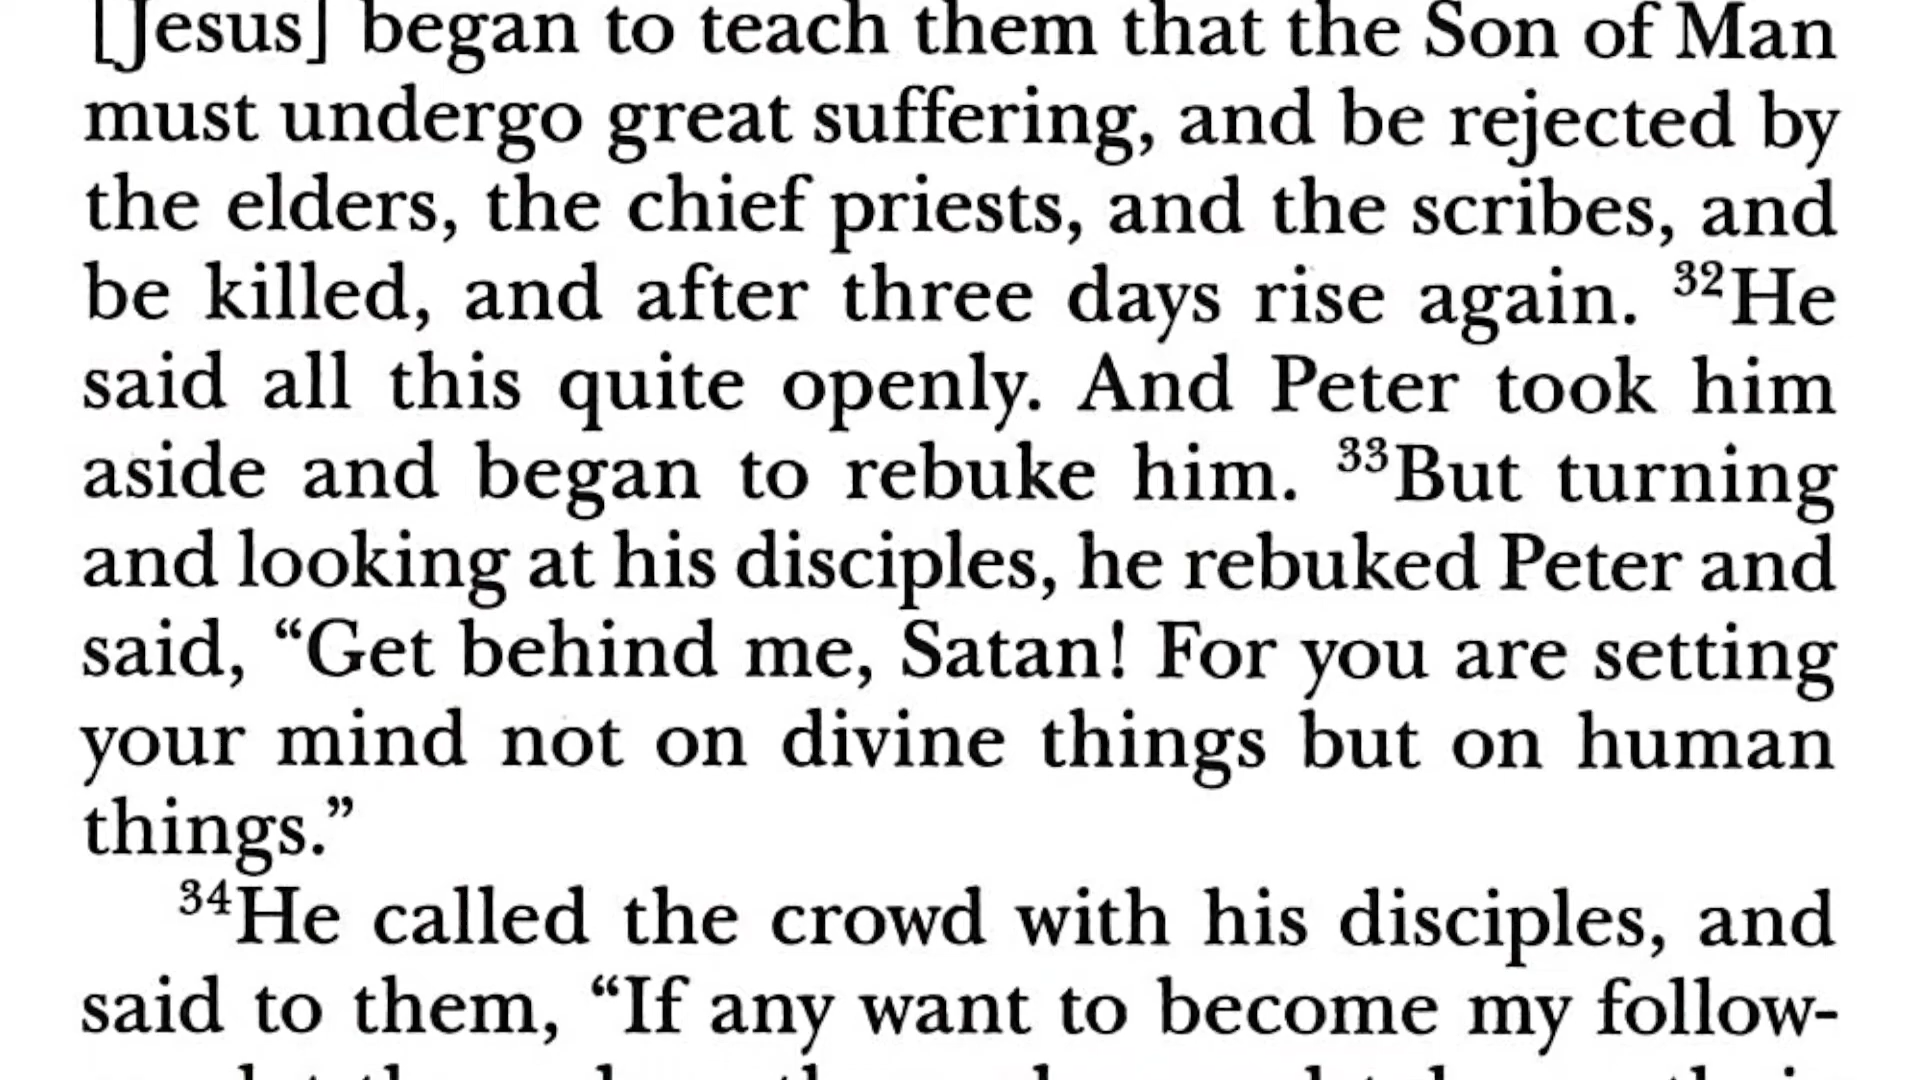 [Jesus] began to teach them that the Son of Man
must undergo great suffering, and be rejected by
the elders, the chief priests, and the scribes, and
be killed, and after three days rise again. ³²He
said all this quite openly. And Peter took him
aside and began to rebuke him. ³³But turning
and looking at his disciples, he rebuked Peter and
said, “Get behind me, Satan! For you are setting
your mind not on divine things but on human
things.”
³⁴He called the crowd with his disciples, and
said to them, “If any want to become my follow-